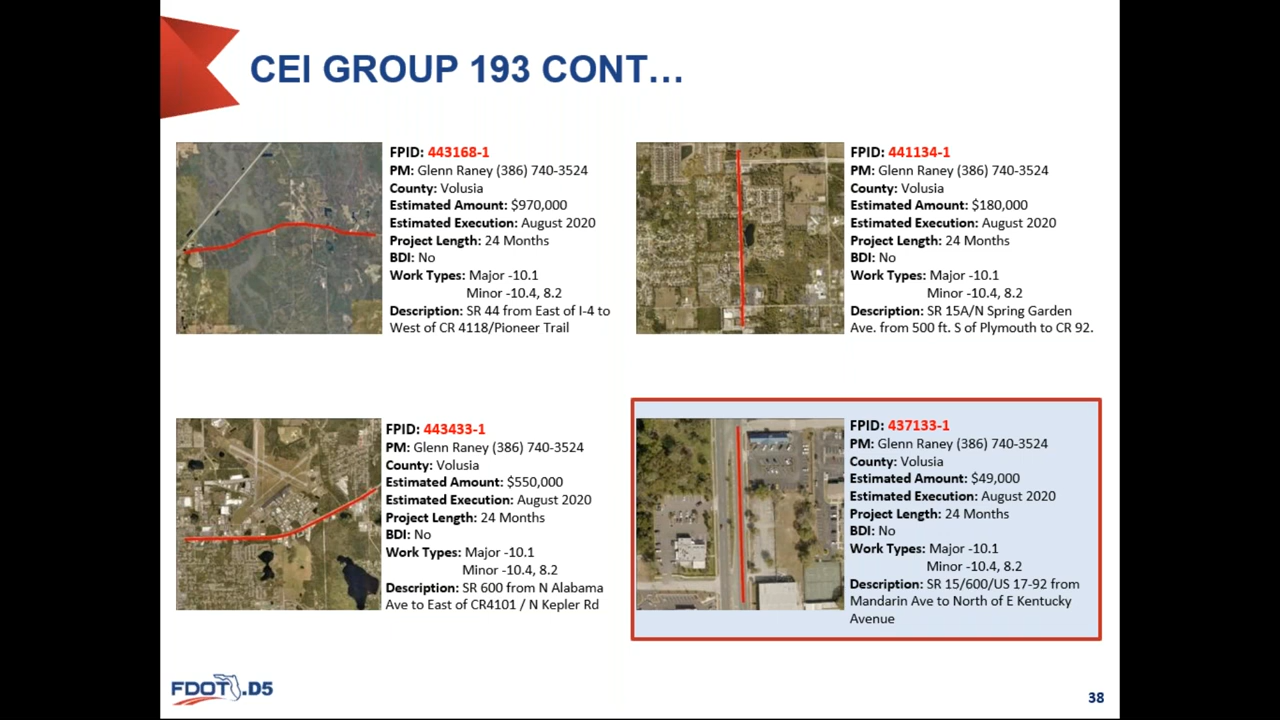 CEI GROUP 193 CONT...
FPID: 443168-1
PM: Glenn Raney (386) 740-3524
County: Volusia
Estimated Amount: $970,000
Estimated Execution: August 2020
Project Length: 24 Months
BDI: No
Work Types: Major -10.1
Minor -10.4, 8.2
Description: SR 44 from East of I-4 to
West of CR 4118/Pioneer Trail
FPID: 441134-1
PM: Glenn Raney (386) 740-3524
County: Volusia
Estimated Amount: $180,000
Estimated Execution: August 2020
Project Length: 24 Months
BDI: No
Work Types: Major -10.1
Minor -10.4, 8.2
Description: SR 15A/N Spring Garden
Ave. from 500 ft. S of Plymouth to CR 92.
FPID: 443433-1
PM: Glenn Raney (386) 740-3524
County: Volusia
Estimated Amount: $550,000
Estimated Execution: August 2020
Project Length: 24 Months
BDI: No
Work Types: Major -10.1
Minor -10.4, 8.2
Description: SR 600 from N Alabama
Ave to East of CR4101 / N Kepler Rd
FPID: 437133-1
PM: Glenn Raney (386) 740-3524
County: Volusia
Estimated Amount: $49,000
Estimated Execution: August 2020
Project Length: 24 Months
BDI: No
Work Types: Major -10.1
Minor -10.4, 8.2
Description: SR 15/600/US 17-92 from
Mandarin Ave to North of E Kentucky
Avenue
FDOT.D5
38